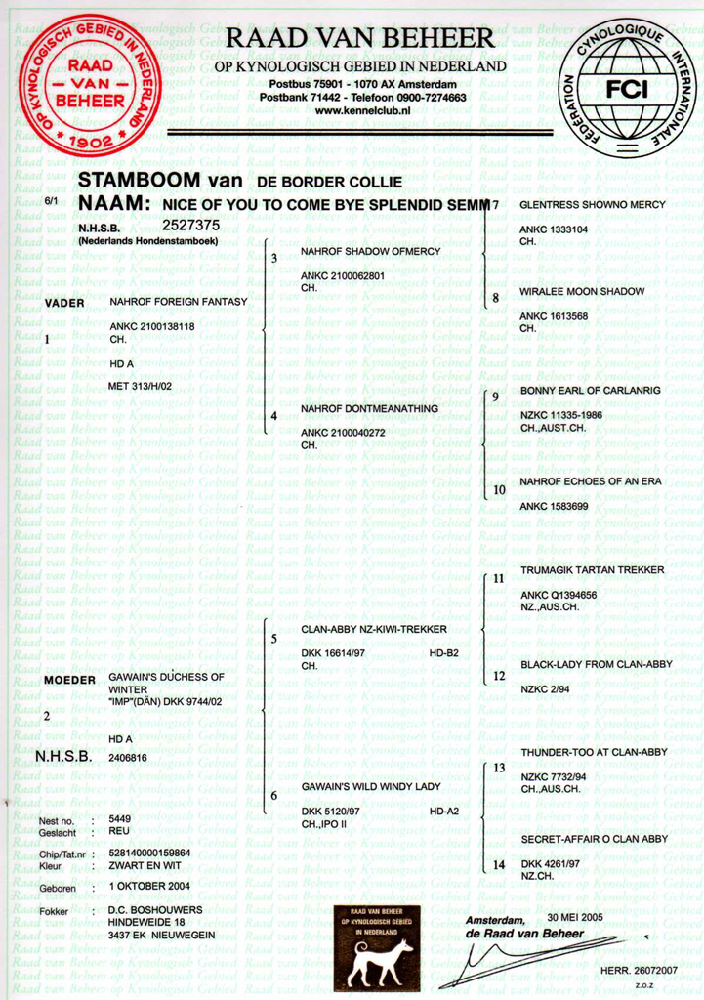 OP KYNOLOGISCH GEBIED IN NEDERLAND
RAAD
VAN
BEHEER
* 1902 *
RAAD VAN BEHEER
OP KYNOLOGISCH GEBIED IN NEDERLAND
Postbus 75901 - 1070 AX Amsterdam
Postbank 71442 - Telefoon 0900-7274663
www.kennelclub.nl
FÉDÉRATION CYNOLOGIQUE INTERNATIONALE
FCI
STAMBOOM van DE BORDER COLLIE
6/1 NAAM: NICE OF YOU TO COME BYE SPLENDID SEMM
N.H.S.B. 2527375
(Nederlands Hondenstamboek)
VADER NAHROF FOREIGN FANTASY
1
ANKC 2100138118
CH.
HD A
MET 313/H/02
3 NAHROF SHADOW OFMERCY
ANKC 2100062801
CH.
4 NAHROF DONTMEANATHING
ANKC 2100040272
CH.
7 GLENTRESS SHOWNO MERCY
ANKC 1333104
CH.
8 WIRALEE MOON SHADOW
ANKC 1613568
CH.
9 BONNY EARL OF CARLANRIG
NZKC 11335-1986
CH.,AUST.CH.
10 NAHROF ECHOES OF AN ERA
ANKC 1583699
MOEDER GAWAIN'S DUCHESS OF
WINTER
"IMP"(DÄN) DKK 9744/02
2
HD A
N.H.S.B. 2406816
5 CLAN-ABBY NZ-KIWI-TREKKER
DKK 16614/97 HD-B2
CH.
6 GAWAIN'S WILD WINDY LADY
DKK 5120/97 HD-A2
CH.,IPO II
11 TRUMAGIK TARTAN TREKKER
ANKC Q1394656
NZ.,AUS.CH.
12 BLACK-LADY FROM CLAN-ABBY
NZKC 2/94
13 THUNDER-TOO AT CLAN-ABBY
NZKC 7732/94
CH.,AUS.CH.
SECRET-AFFAIR O CLAN ABBY
14 DKK 4261/97
NZ.CH.
Nest no. : 5449
Geslacht : REU
Chip/Tat.nr : 528140000159864
Kleur : ZWART EN WIT
Geboren : 1 OKTOBER 2004
Fokker : D.C. BOSHOUWERS
HINDEWEIDE 18
3437 EK NIEUWEGEIN
RAAD VAN BEHEER
OP KYNOLOGISCH GEBIED
IN NEDERLAND
Amsterdam, 30 MEI 2005
de Raad van Beheer
HERR. 26072007
z.o.z